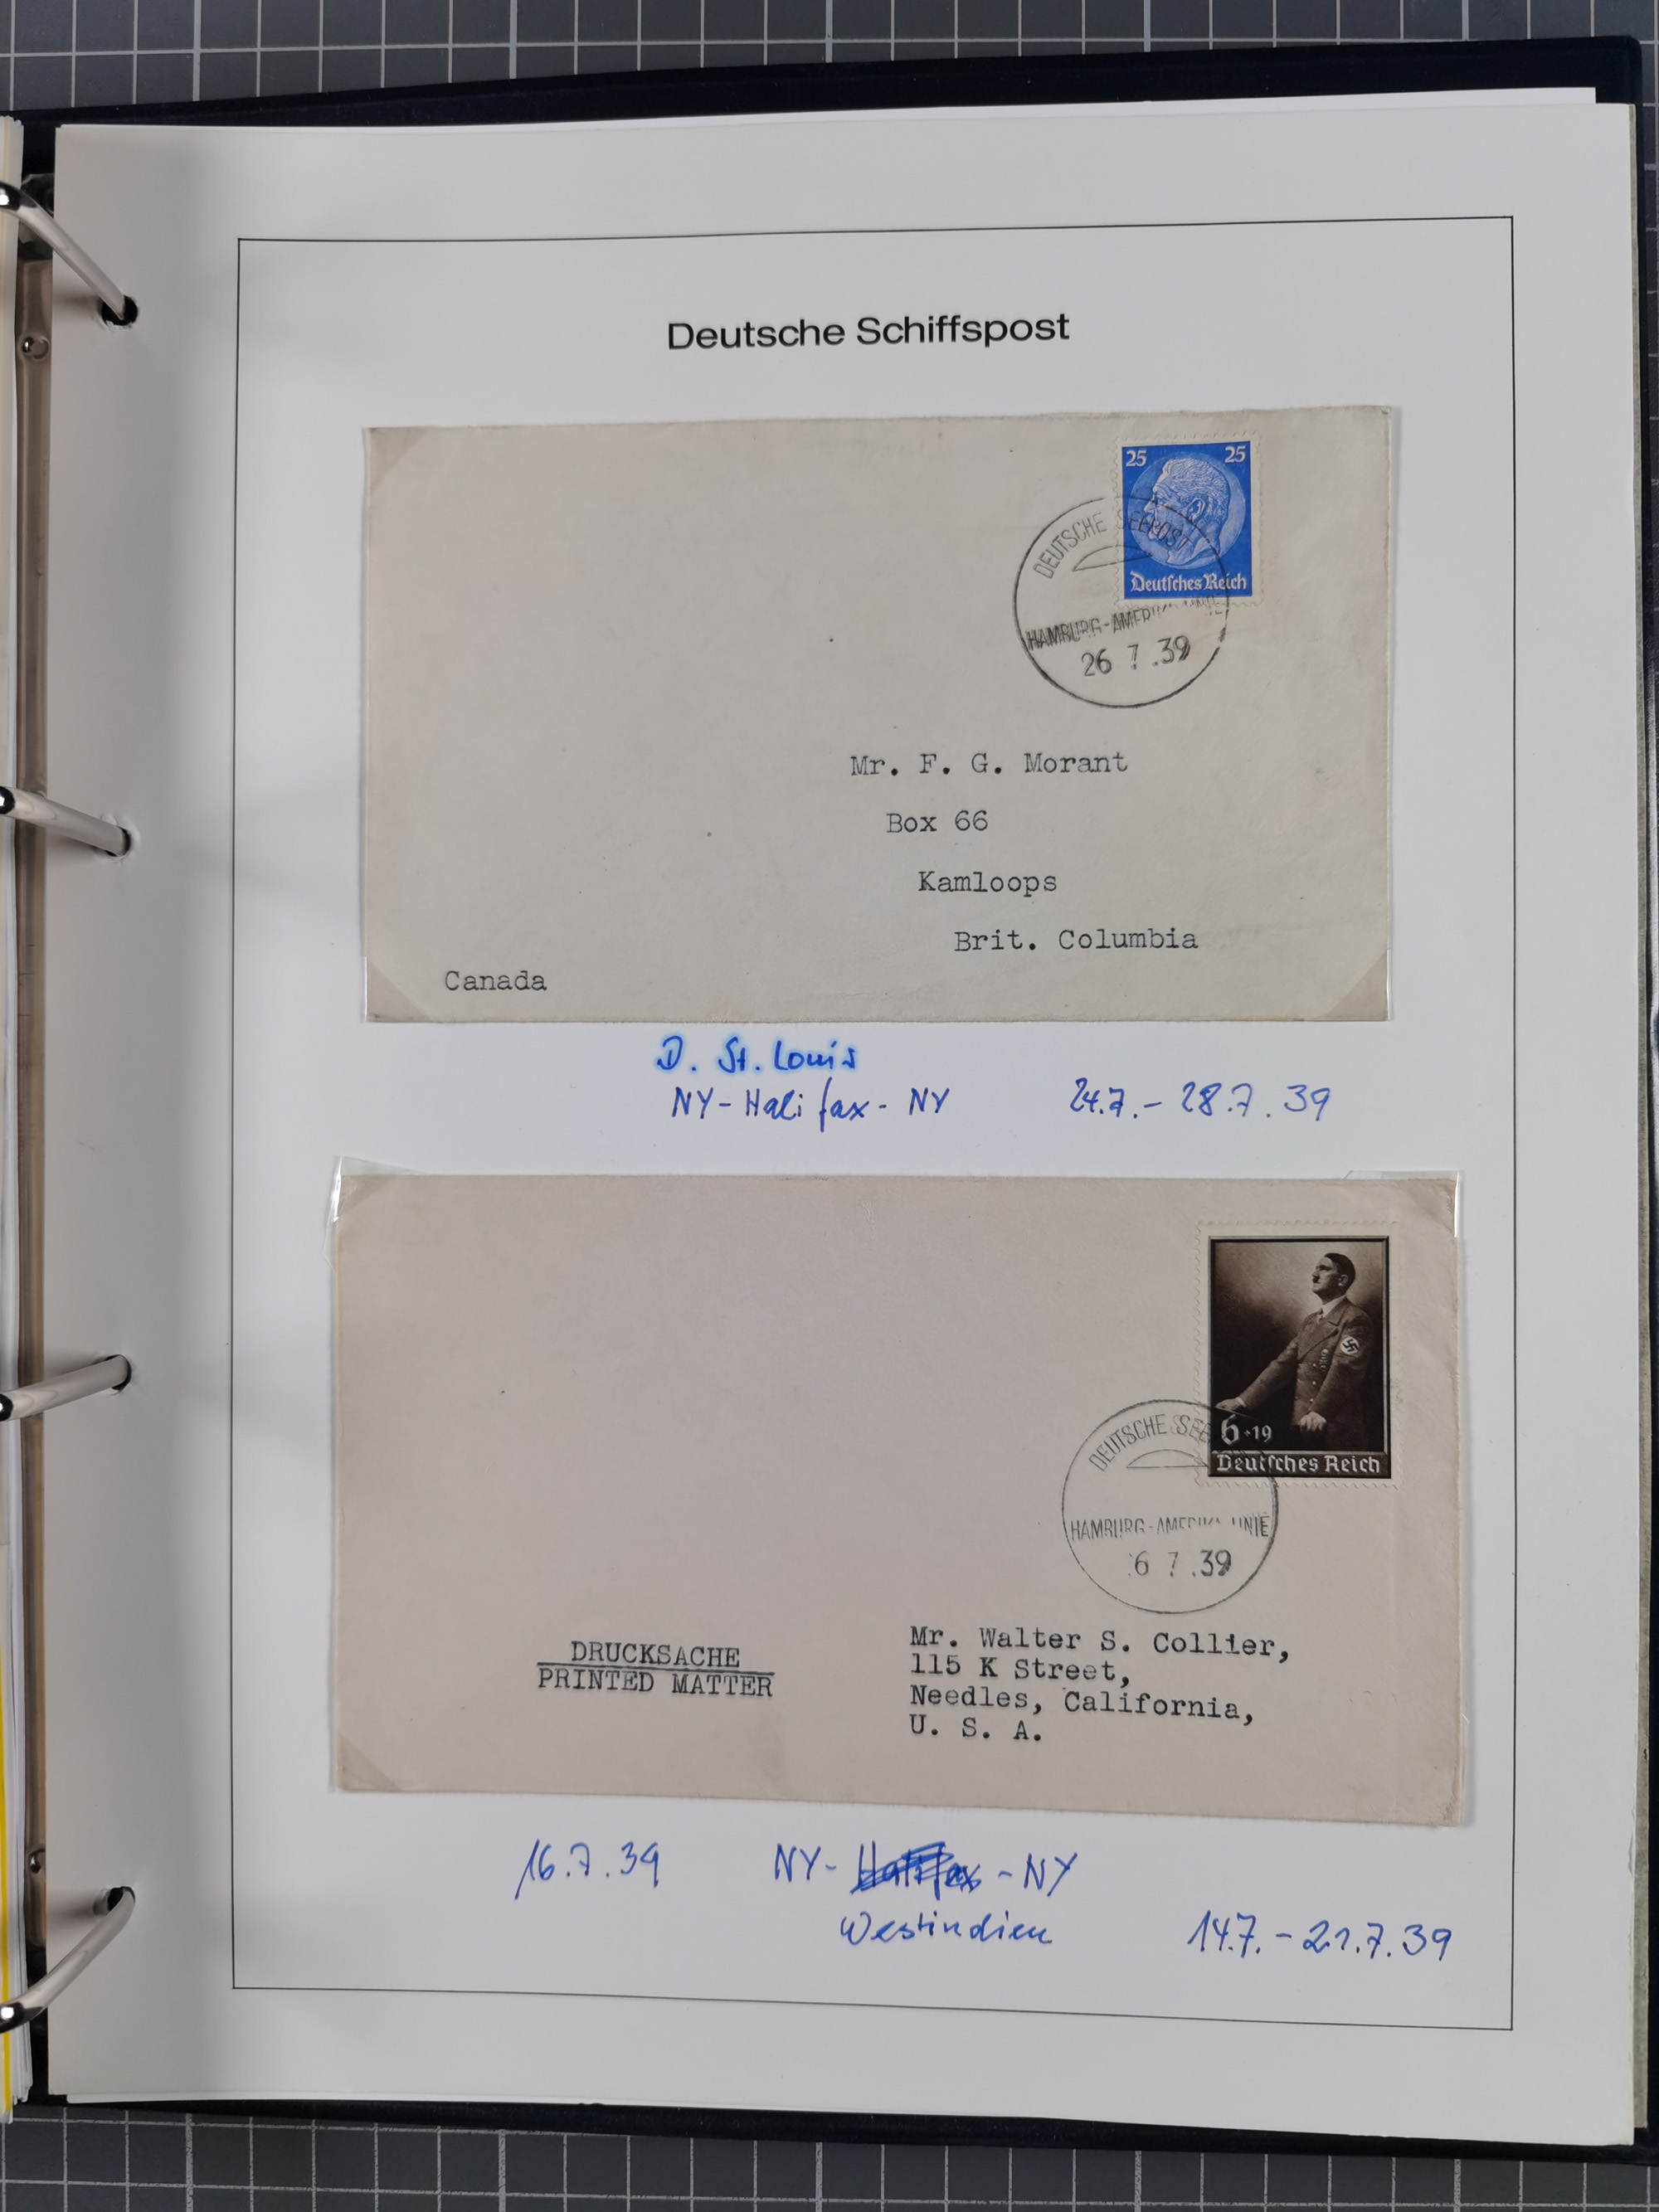 Deutsche Schiffspost
25 25
Deutsches Reich
DEUTSCHE SEEPOST
HAMBURG-AMERIKA LINIE
26 7 .39
Mr. F. G. Morant
Box 66
Kamloops
Brit. Columbia
Canada
D. St. Louis
NY-Halifax-NY 24.7.-28.7.39
6+19
Deutsches Reich
DEUTSCHE SEE
HAMBURG-AMERIKA LINIE
6 7 .39
DRUCKSACHE
PRINTED MATTER
Mr. Walter S. Collier,
115 K Street,
Needles, California,
U. S. A.
16.7.39 NY-Halifax-NY
Westindien 14.7.-21.7.39